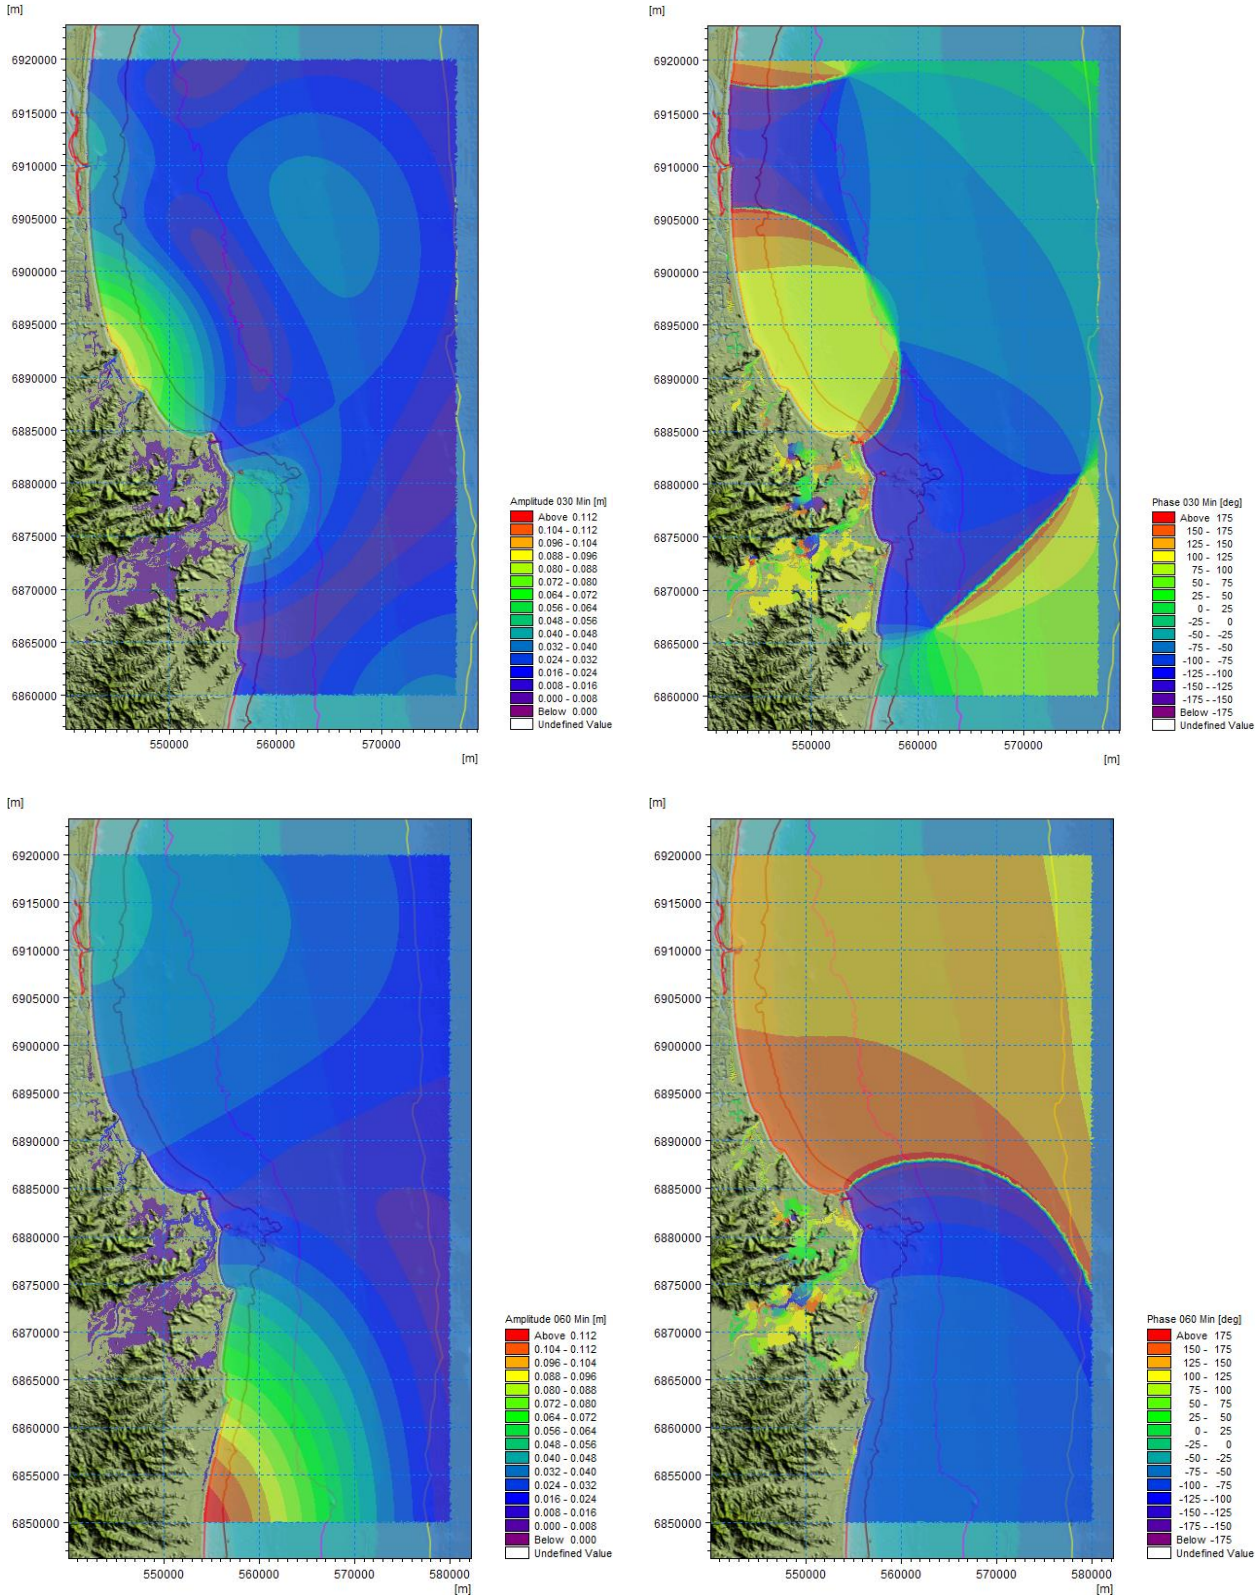 [m]
6920000
6915000
6910000
6905000
6900000
6895000
6890000
6885000
6880000
6875000
6870000
6865000
6860000
550000 560000 570000
[m]
Amplitude 030 Min [m]
Above 0.112
0.104 - 0.112
0.096 - 0.104
0.088 - 0.096
0.080 - 0.088
0.072 - 0.080
0.064 - 0.072
0.056 - 0.064
0.048 - 0.056
0.040 - 0.048
0.032 - 0.040
0.024 - 0.032
0.016 - 0.024
0.008 - 0.016
0.000 - 0.008
Below 0.000
Undefined Value
[m]
6920000
6915000
6910000
6905000
6900000
6895000
6890000
6885000
6880000
6875000
6870000
6865000
6860000
550000 560000 570000
[m]
Phase 030 Min [deg]
Above 175
150 - 175
125 - 150
100 - 125
75 - 100
50 - 75
25 - 50
0 - 25
-25 - 0
-50 - -25
-75 - -50
-100 - -75
-125 - -100
-150 - -125
-175 - -150
Below -175
Undefined Value
[m]
6920000
6915000
6910000
6905000
6900000
6895000
6890000
6885000
6880000
6875000
6870000
6865000
6860000
6855000
6850000
550000 560000 570000 580000
[m]
Amplitude 060 Min [m]
Above 0.112
0.104 - 0.112
0.096 - 0.104
0.088 - 0.096
0.080 - 0.088
0.072 - 0.080
0.064 - 0.072
0.056 - 0.064
0.048 - 0.056
0.040 - 0.048
0.032 - 0.040
0.024 - 0.032
0.016 - 0.024
0.008 - 0.016
0.000 - 0.008
Below 0.000
Undefined Value
[m]
6920000
6915000
6910000
6905000
6900000
6895000
6890000
6885000
6880000
6875000
6870000
6865000
6860000
6855000
6850000
550000 560000 570000 580000
[m]
Phase 060 Min [deg]
Above 175
150 - 175
125 - 150
100 - 125
75 - 100
50 - 75
25 - 50
0 - 25
-25 - 0
-50 - -25
-75 - -50
-100 - -75
-125 - -100
-150 - -125
-175 - -150
Below -175
Undefined Value